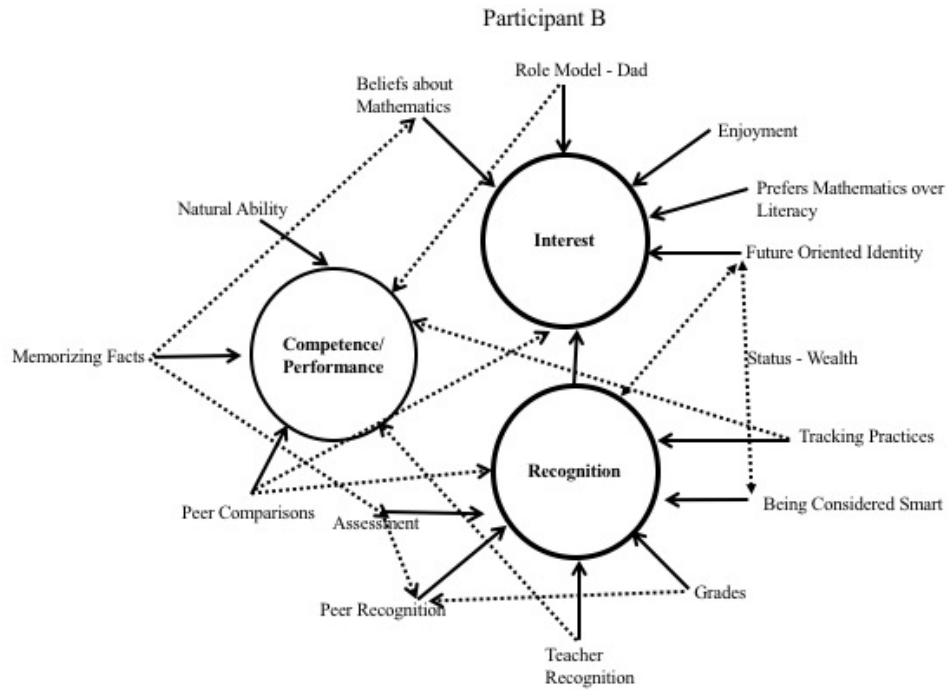 Participant B
Role Model - Dad
Beliefs about
Mathematics
Enjoyment
Prefers Mathematics over
Literacy
Natural Ability
Interest
Future Oriented Identity
Competence/
Performance
Memorizing Facts
Status - Wealth
Tracking Practices
Recognition
Being Considered Smart
Peer Comparisons
Assessment
Peer Recognition
Grades
Teacher
Recognition